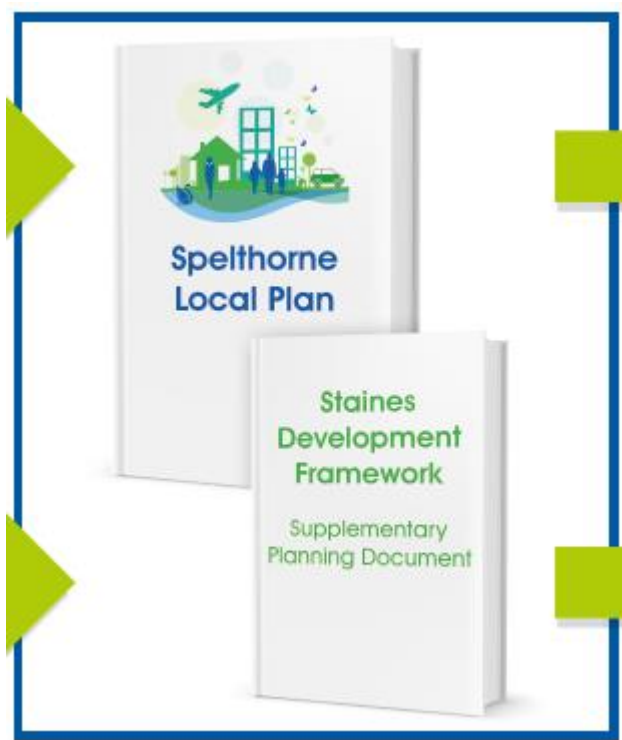 Spelthorne
Local Plan
Staines
Development
Framework
Supplementary
Planning Document